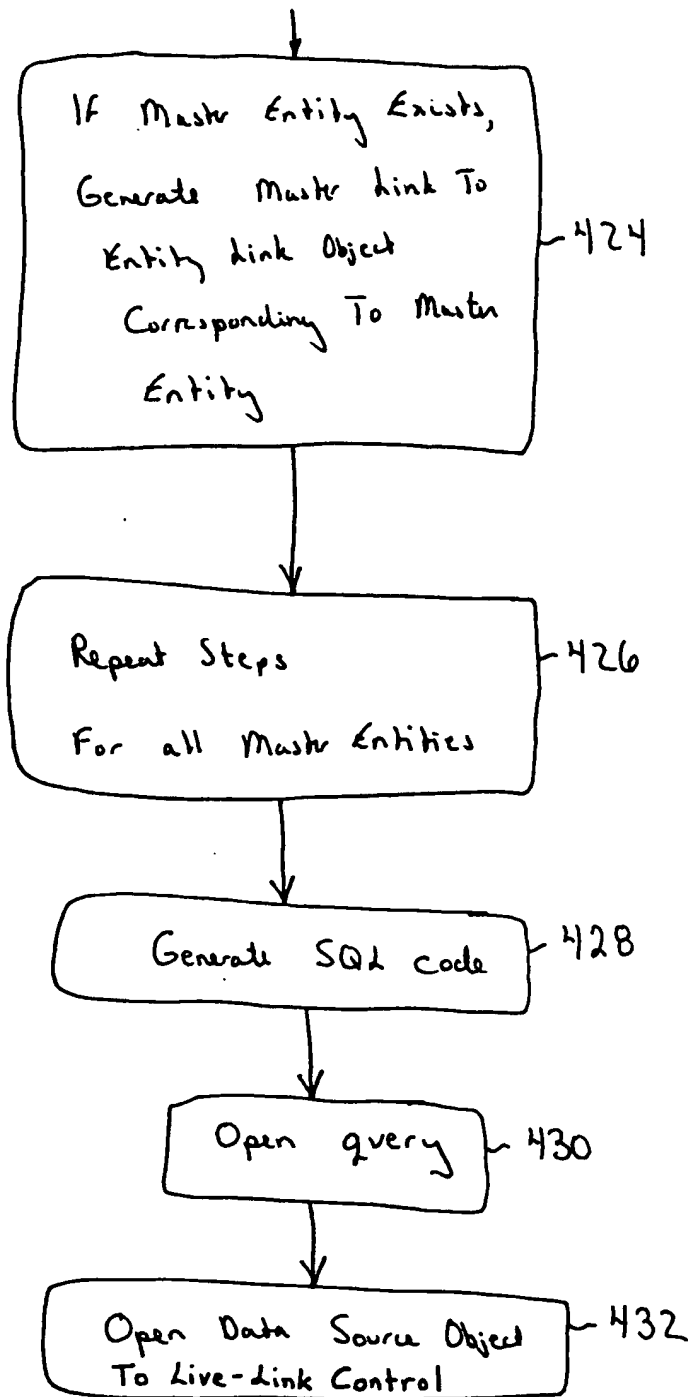 If Master Entity Exists,
Generate Master Link To
Entity Link Object
Corresponding To Master
Entity
424
Repeat Steps
For all Master Entities
426
Generate SQL code
428
Open query
430
Open Data Source Object
To Live-Link Control
432